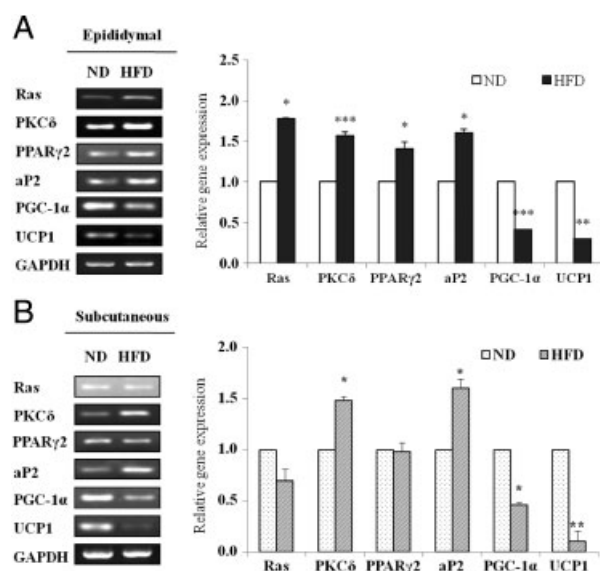 A
Epididymal
ND HFD
Ras
PKCδ
PPARγ2
aP2
PGC-1α
UCP1
GAPDH
Relative gene expression
2.5
2.0
1.5
1.0
0.5
0.0
ND HFD
* *** * * *** **
Ras PKCδ PPARγ2 aP2 PGC-1α UCP1
B
Subcutaneous
ND HFD
Ras
PKCδ
PPARγ2
aP2
PGC-1α
UCP1
GAPDH
Relative gene expression
2.0
1.5
1.0
0.5
0.0
ND HFD
* * * **
Ras PKCδ PPARγ2 aP2 PGC-1α UCP1